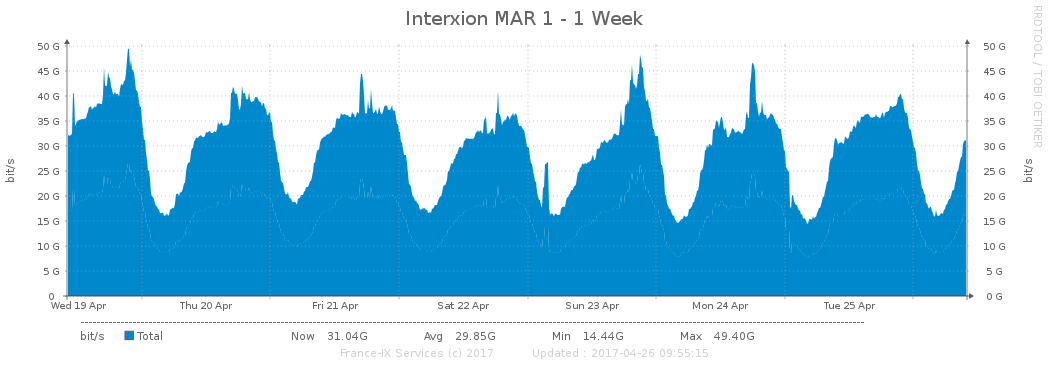 Interxion MAR 1 - 1 Week
RRDTOOL / TOBI OETIKER
bit/s
bit/s
50 G 50 G
45 G 45 G
40 G 40 G
35 G 35 G
30 G 30 G
25 G 25 G
20 G 20 G
15 G 15 G
10 G 10 G
5 G 5 G
0 0 G
Wed 19 Apr Thu 20 Apr Fri 21 Apr Sat 22 Apr Sun 23 Apr Mon 24 Apr Tue 25 Apr
bit/s Total Now 31.04G Avg 29.85G Min 14.44G Max 49.40G
France-IX Services (c) 2017 Updated : 2017-04-26 09:55:15